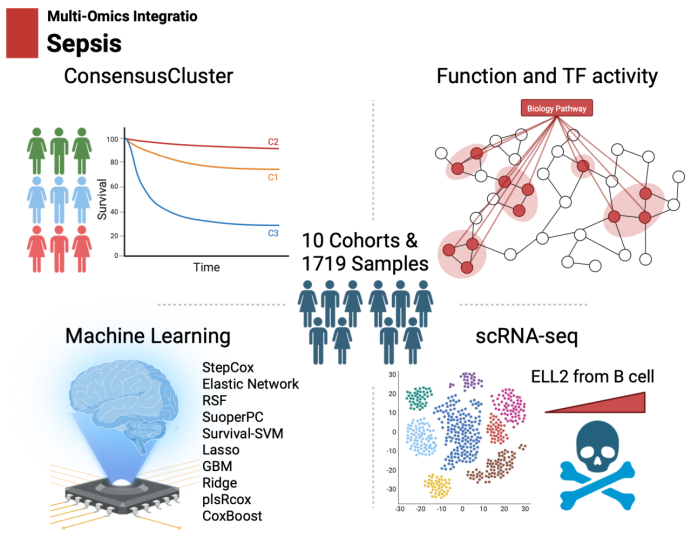 Multi-Omics Integratio
Sepsis
ConsensusCluster
100
80
60
40
20
0
Survival
Time
C2
C1
C3
Function and TF activity
Biology Pathway
10 Cohorts &
1719 Samples
Machine Learning
StepCox
Elastic Network
RSF
SuoperPC
Survival-SVM
Lasso
GBM
Ridge
plsRcox
CoxBoost
scRNA-seq
30
20
10
0
-10
-20
-30
-30
-20
-10
0
10
20
30
ELL2 from B cell